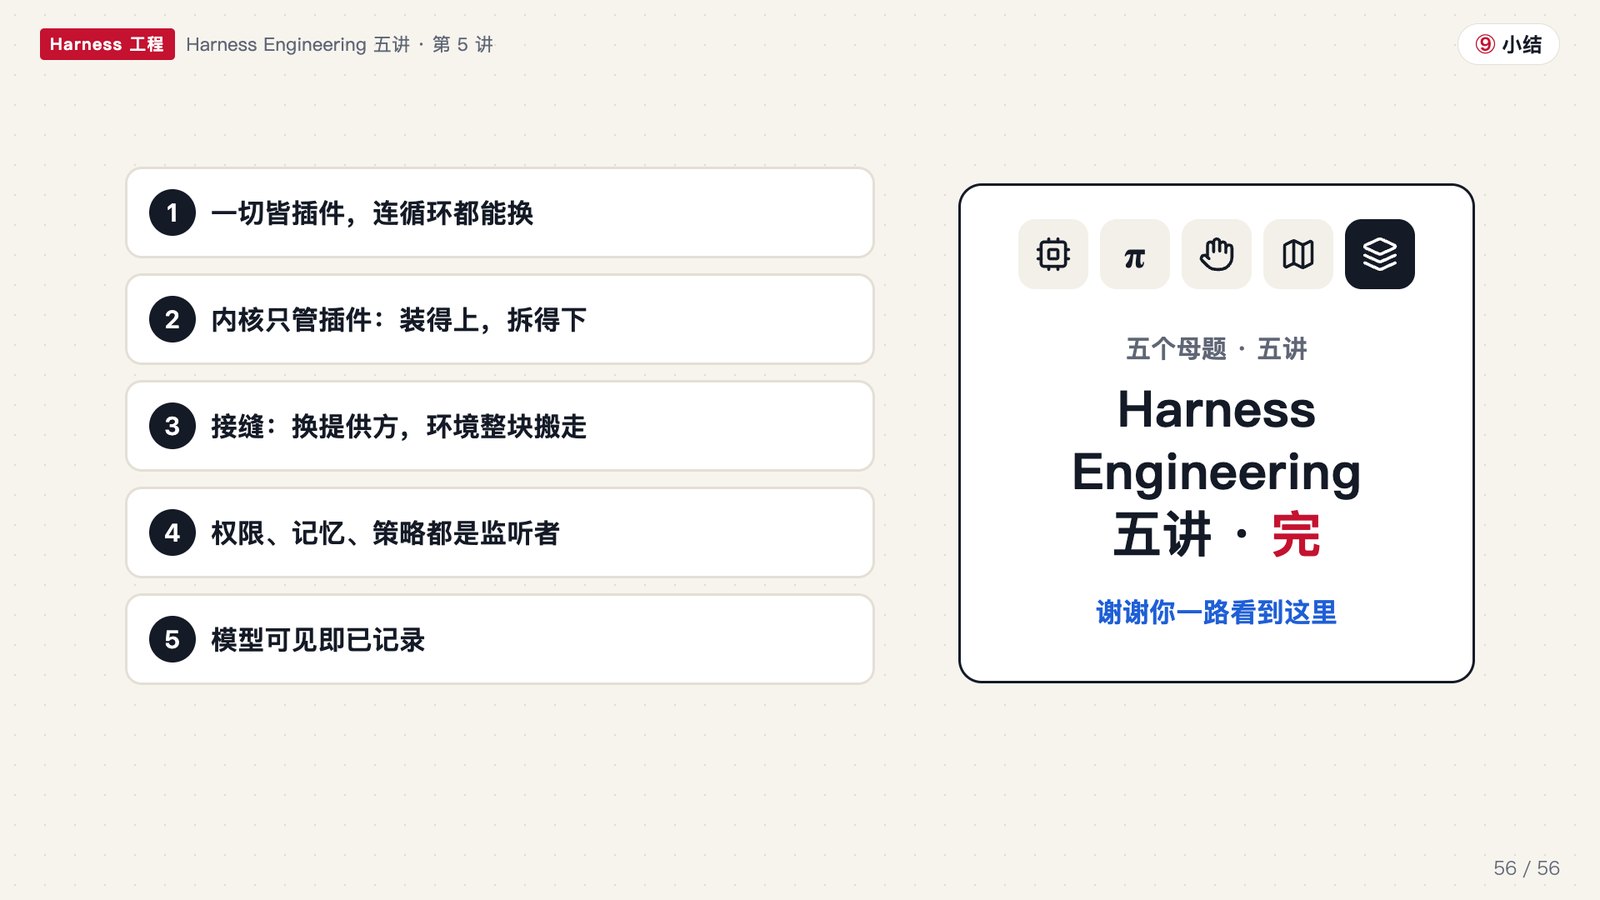 Harness 工程
Harness Engineering 五讲 · 第 5 讲
⑨ 小结
1 一切皆插件，连循环都能换
2 内核只管插件：装得上，拆得下
3 接缝：换提供方，环境整块搬走
4 权限、记忆、策略都是监听者
5 模型可见即已记录
π
五个母题 · 五讲
Harness
Engineering
五讲 · 完
谢谢你一路看到这里
56 / 56